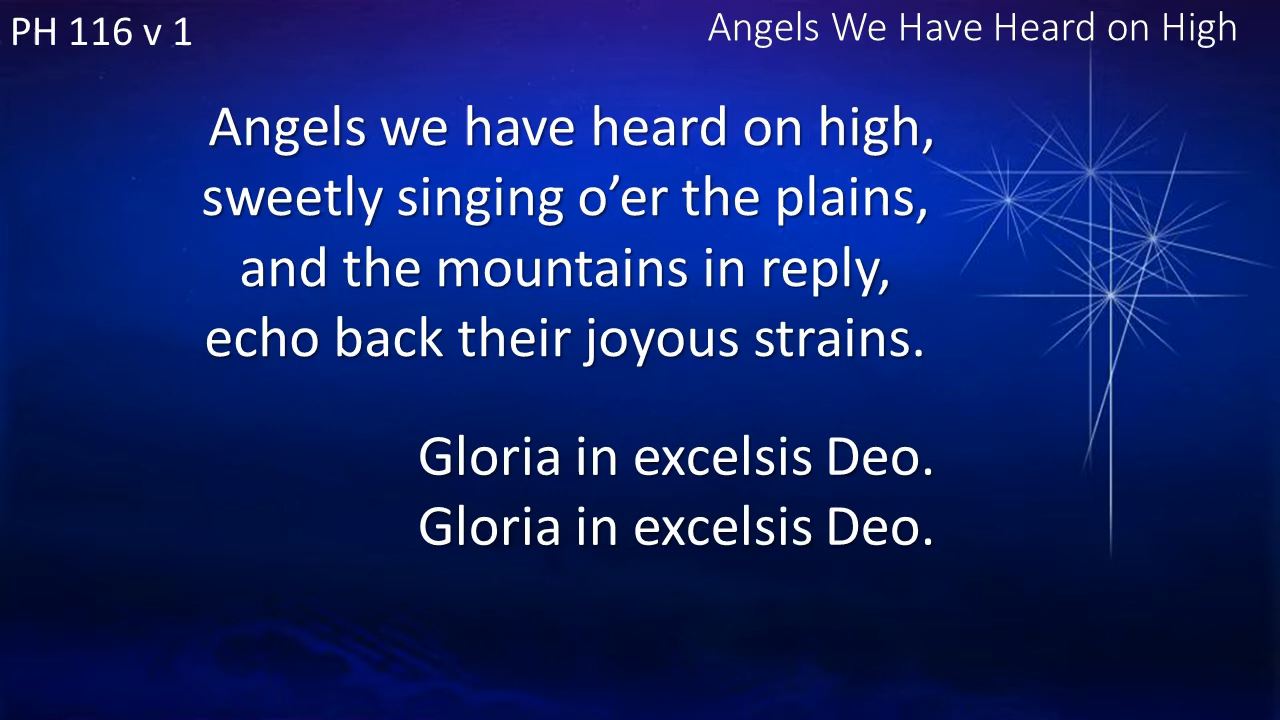 PH 116 v 1
Angels We Have Heard on High
Angels we have heard on high,
sweetly singing o’er the plains,
and the mountains in reply,
echo back their joyous strains.
Gloria in excelsis Deo.
Gloria in excelsis Deo.